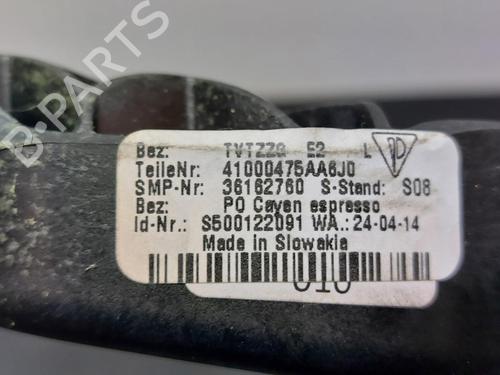 B-PARTS
Bez: TVTZZG E2 L
TeileNr: 41000475AA6J0
SMP-Nr: 36162760 S-Stand: S08
Bez: PO Cayen espresso
Id-Nr.: S500122091 WA.: 24-04-14
Made in Slowakia